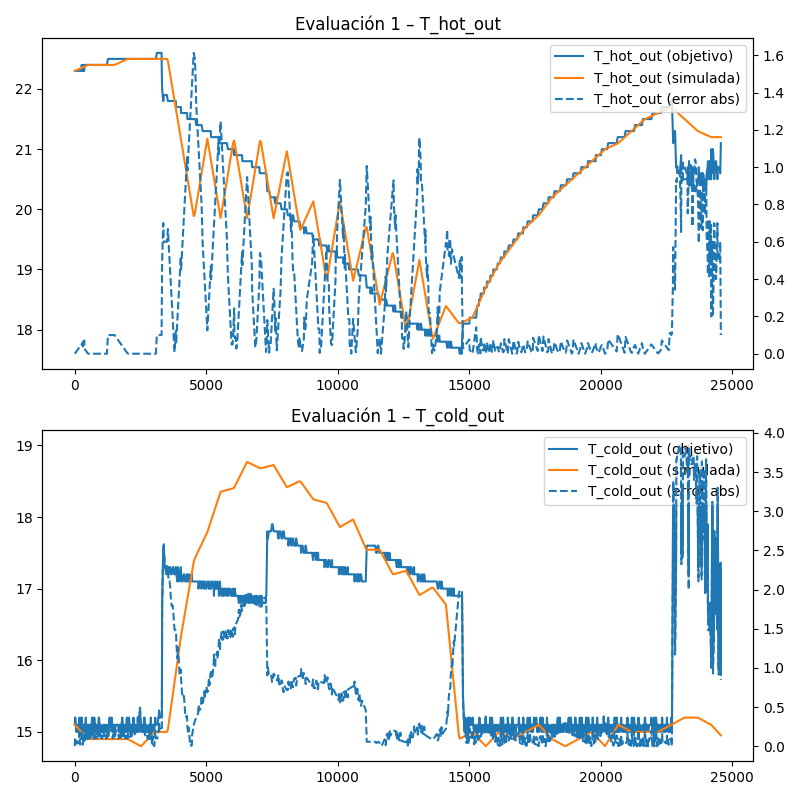 Evaluación 1 – T_hot_out
T_hot_out (objetivo)
T_hot_out (simulada)
T_hot_out (error abs)
22
21
20
19
18
1.6
1.4
1.2
1.0
0.8
0.6
0.4
0.2
0.0
0 5000 10000 15000 20000 25000
Evaluación 1 – T_cold_out
T_cold_out (objetivo)
T_cold_out (simulada)
T_cold_out (error abs)
19
18
17
16
15
4.0
3.5
3.0
2.5
2.0
1.5
1.0
0.5
0.0
0 5000 10000 15000 20000 25000